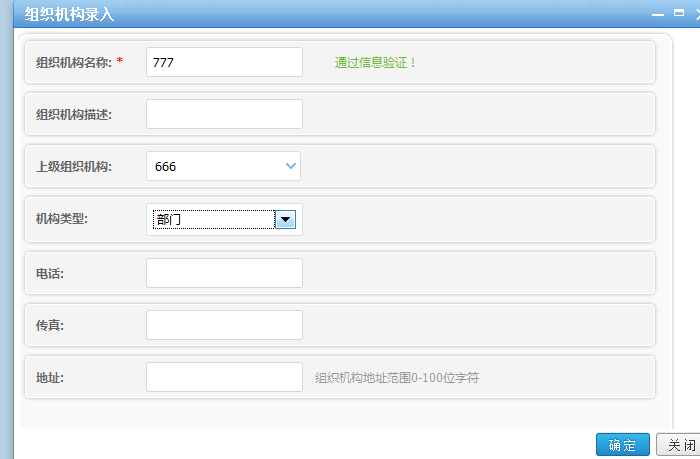 组织机构录入
组织机构名称: * 777 通过信息验证！
组织机构描述:
上级组织机构: 666
机构类型: 部门
电话:
传真:
地址: 组织机构地址范围0-100位字符
确定 关闭